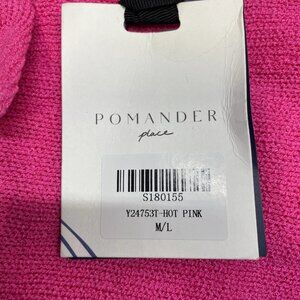 POMANDER
place
S180155
Y24753T-HOT PINK
M/L